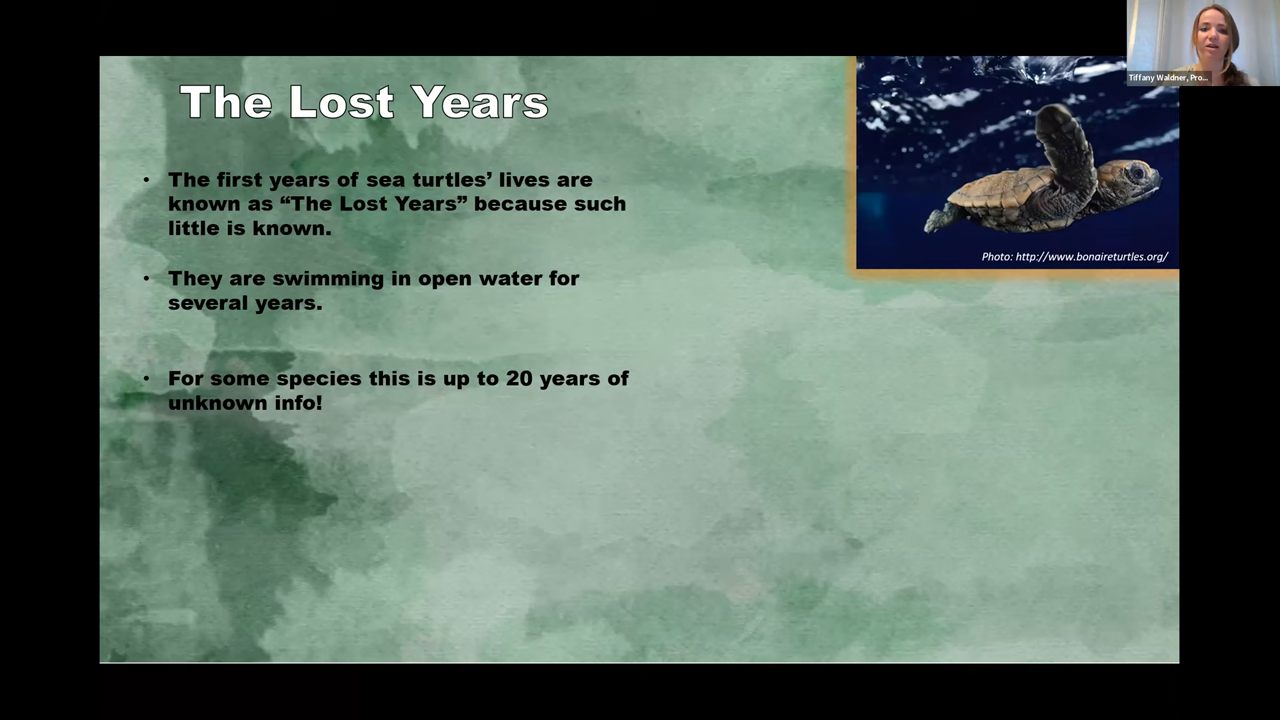 Tiffany Waldner, Pro...
The Lost Years
• The first years of sea turtles’ lives are
known as “The Lost Years” because such
little is known.
• They are swimming in open water for
several years.
• For some species this is up to 20 years of
unknown info!
Photo: http://www.bonaireturtles.org/